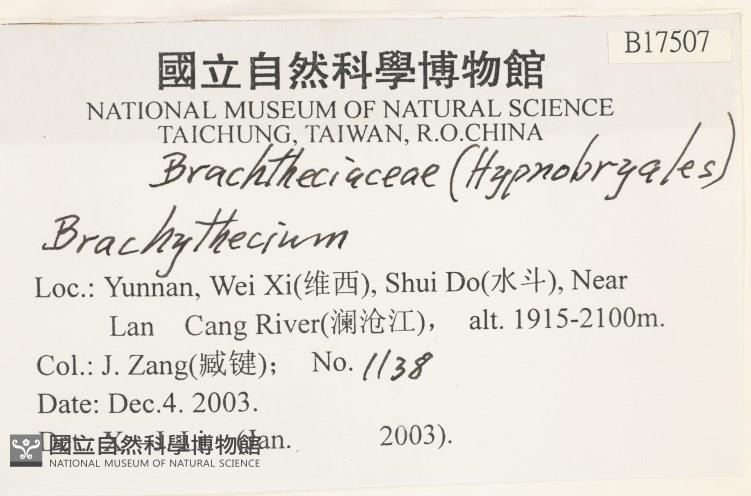 B17507
國立自然科學博物館
NATIONAL MUSEUM OF NATURAL SCIENCE
TAICHUNG, TAIWAN, R.O.CHINA
Brachtheciaceae (Hypnobryales)
Brachythecium
Loc.: Yunnan, Wei Xi(维西), Shui Do(水斗), Near
Lan Cang River(澜沧江), alt. 1915-2100m.
Col.: J. Zang(臧键); No. 1138
Date: Dec.4. 2003.
(Jan. 2003).
國立自然科學博物館
NATIONAL MUSEUM OF NATURAL SCIENCE